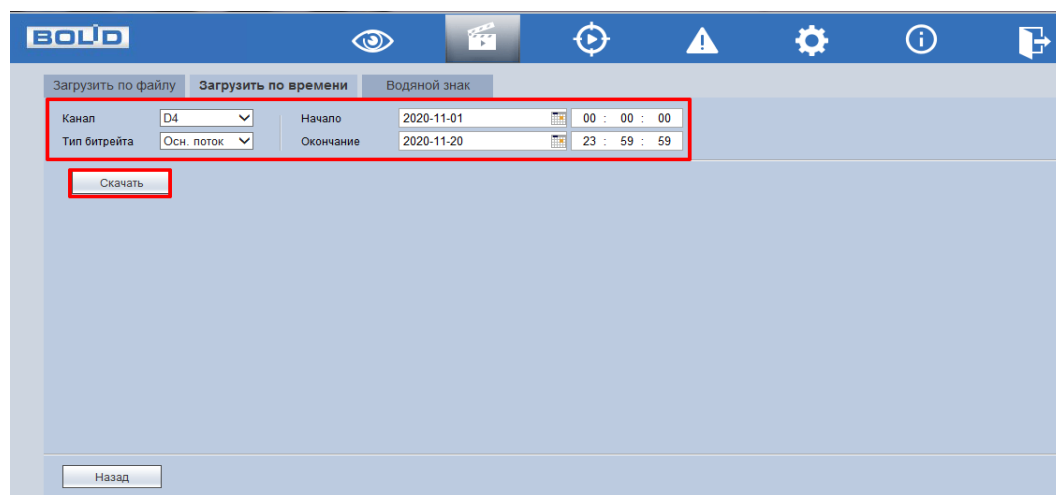 BOLID
Загрузить по файлу Загрузить по времени Водяной знак
Канал D4 Начало 2020-11-01 00 : 00 : 00
Тип битрейта Осн. поток Окончание 2020-11-20 23 : 59 : 59
Скачать
Назад